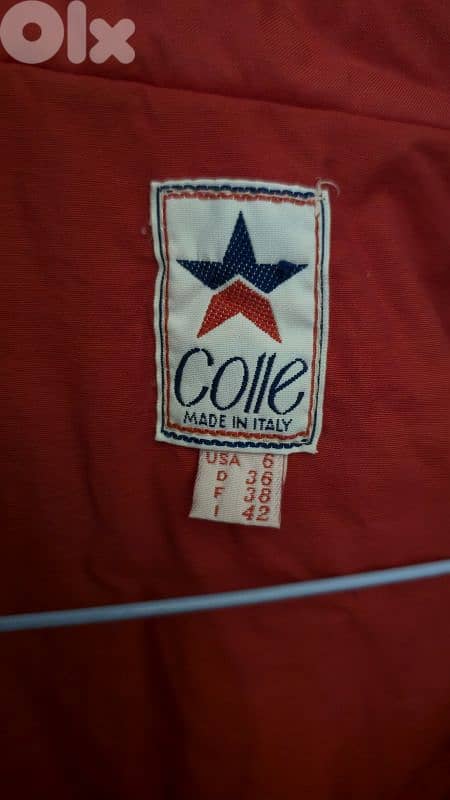 Olx
Colle
MADE IN ITALY
USA 6
D 36
F 38
I 42